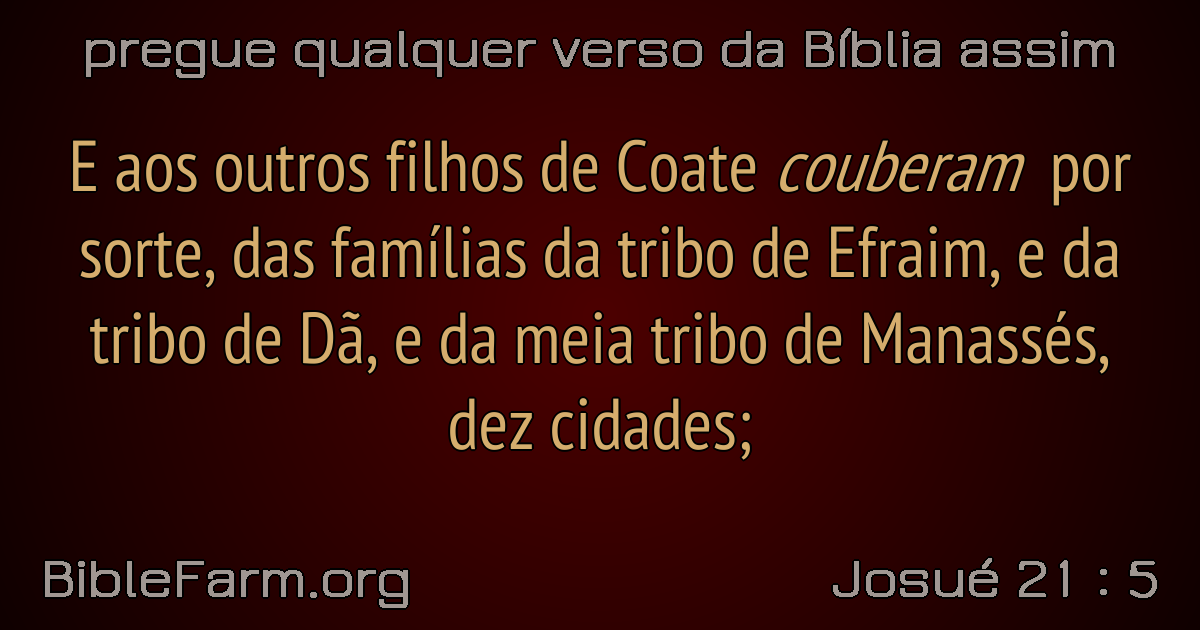 pregue qualquer verso da Bíblia assim
E aos outros filhos de Coate couberam por
sorte, das famílias da tribo de Efraim, e da
tribo de Dã, e da meia tribo de Manassés,
dez cidades;
BibleFarm.org
Josué 21 : 5